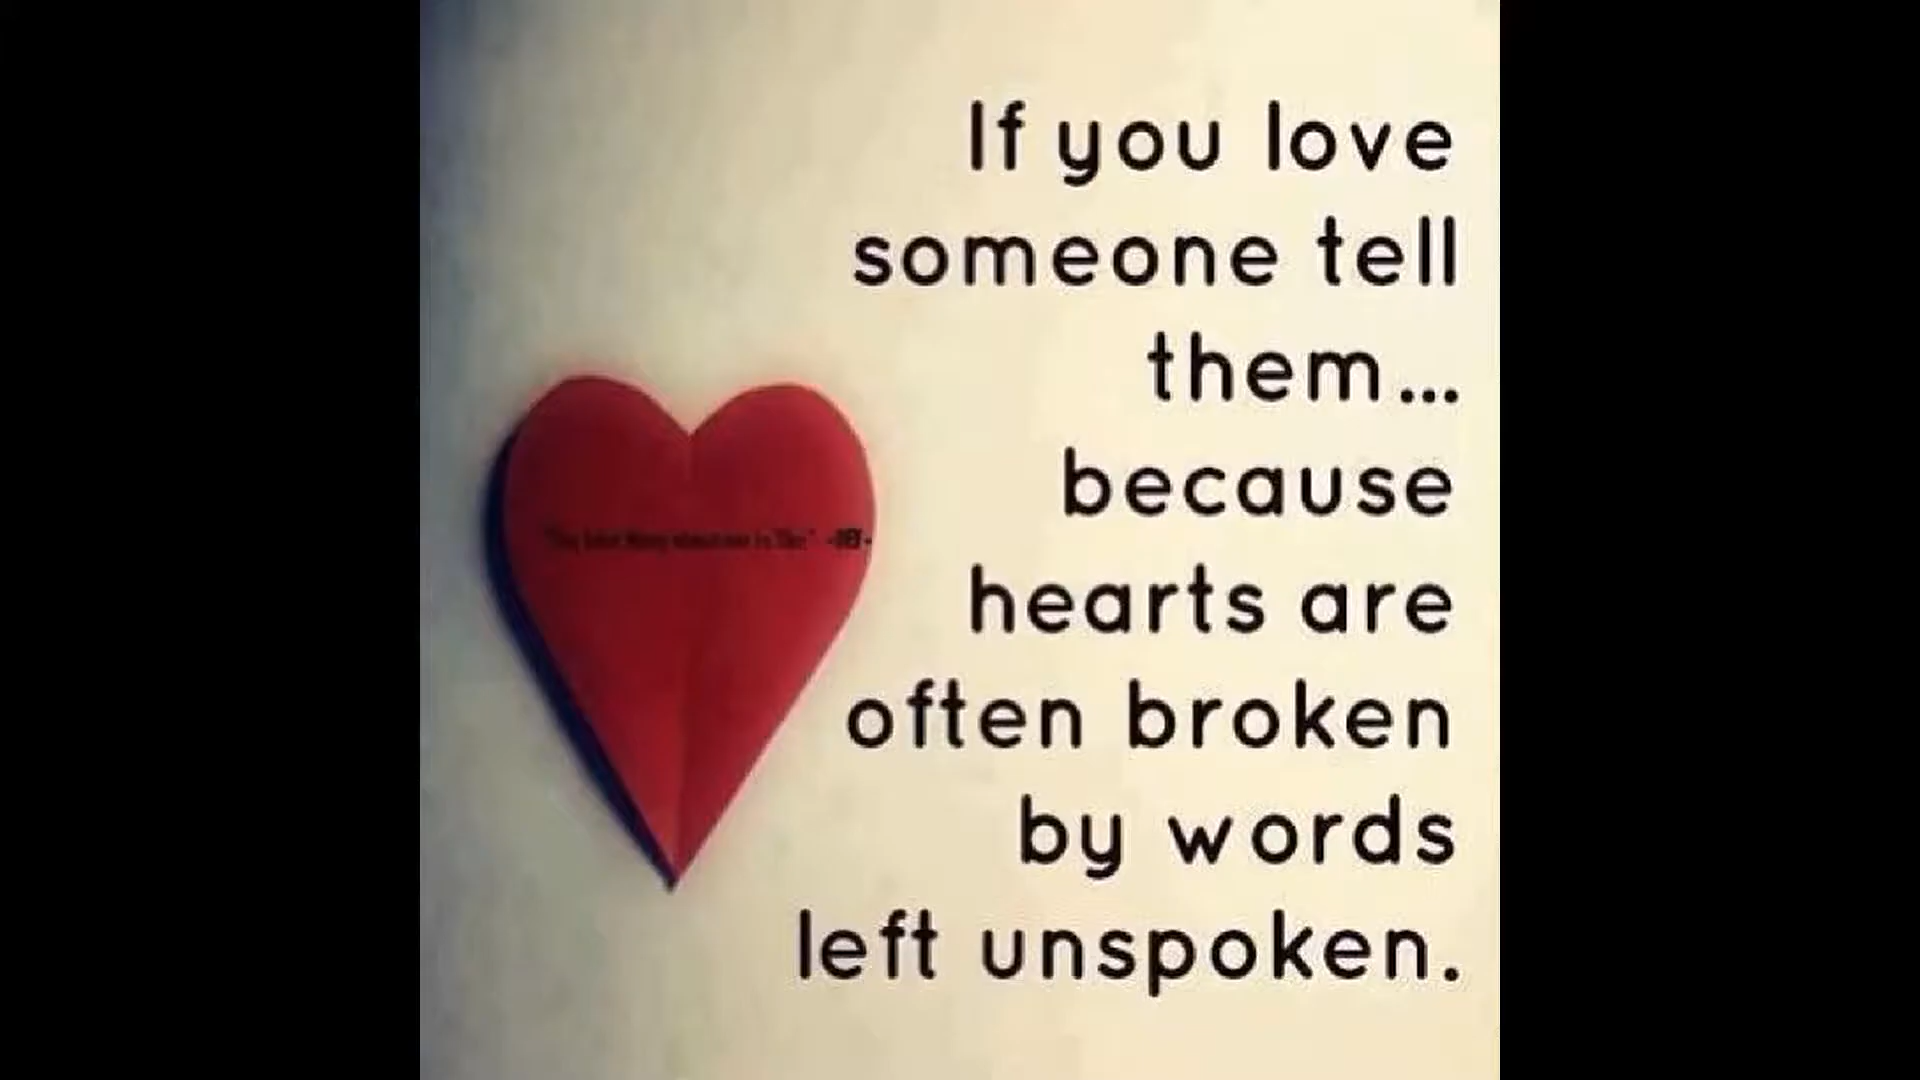 If you love
someone tell
them...
because
hearts are
often broken
by words
left unspoken.